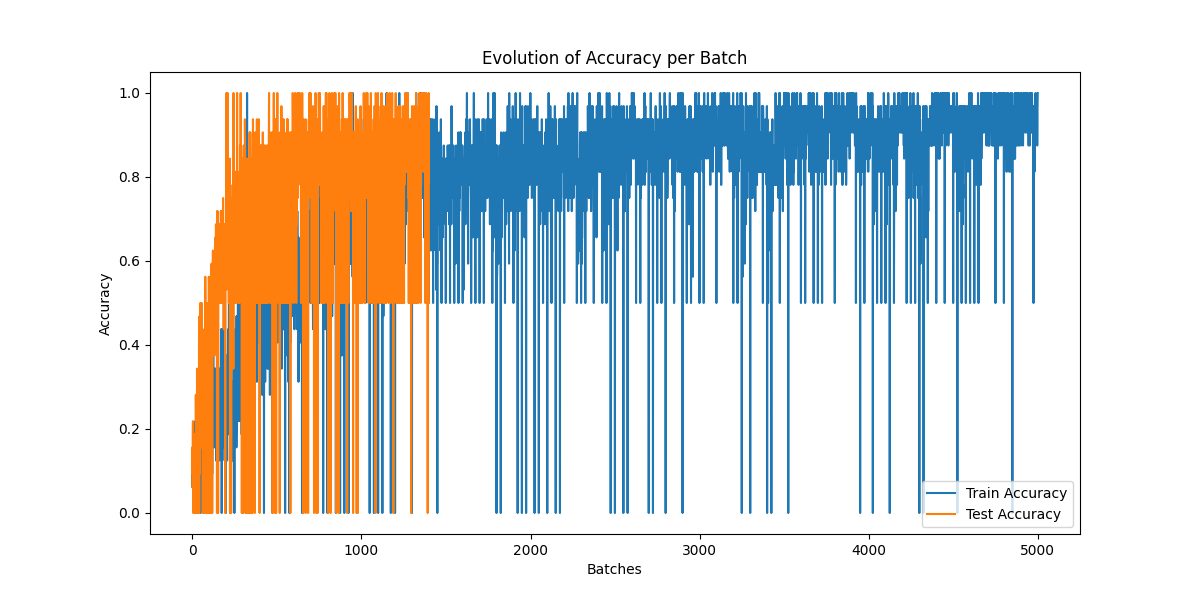 Evolution of Accuracy per Batch
Accuracy
1.0
0.8
0.6
0.4
0.2
0.0
0
1000
2000
3000
4000
5000
Batches
Train Accuracy
Test Accuracy